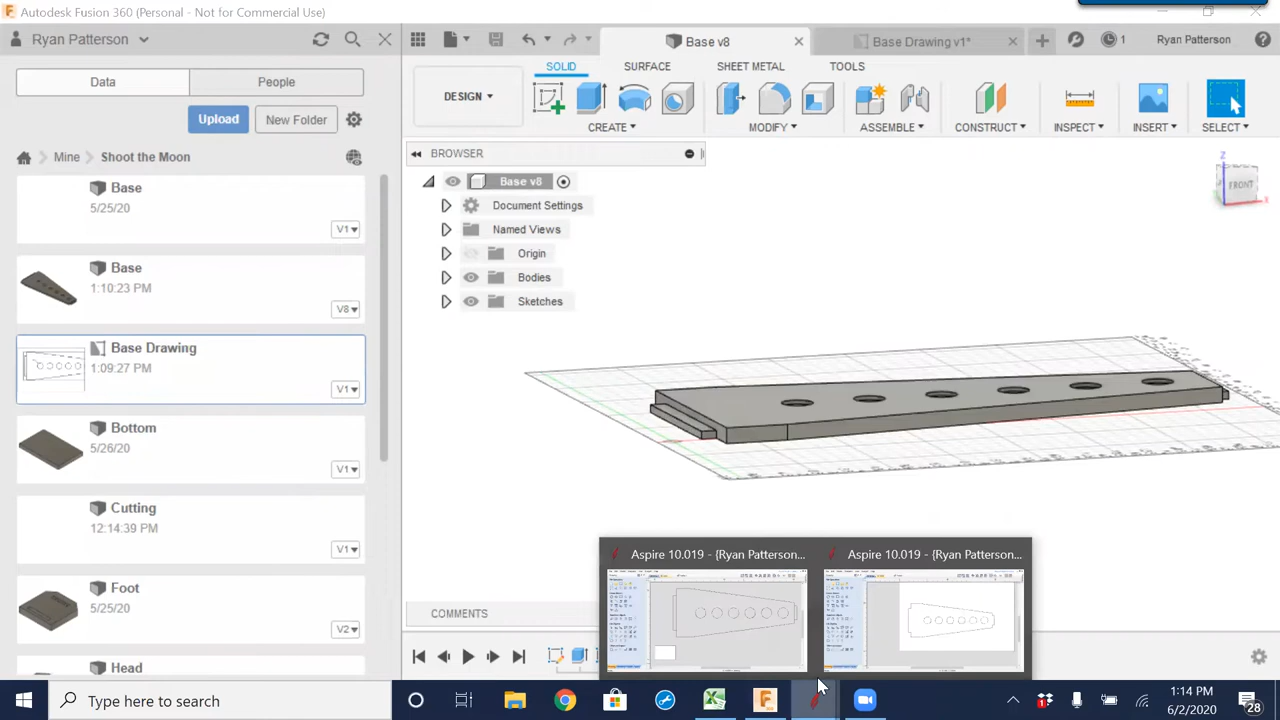 Autodesk Fusion 360 (Personal - Not for Commercial Use)
Ryan Patterson
Base v8
Base Drawing v1*
1
Ryan Patterson
Data
People
SOLID
SURFACE
SHEET METAL
TOOLS
Upload
New Folder
DESIGN
CREATE
MODIFY
ASSEMBLE
CONSTRUCT
INSPECT
INSERT
SELECT
Mine
Shoot the Moon
BROWSER
Base v8
Document Settings
Named Views
Origin
Bodies
Sketches
Z
FRONT
X
Base
5/25/20
V1
Base
1:10:23 PM
V8
Base Drawing
1:09:27 PM
V1
Bottom
5/26/20
V1
Cutting
12:14:39 PM
V1
Foot
5/25/20
V2
Head
Aspire 10.019 - {Ryan Patterson...
Aspire 10.019 - {Ryan Patterson...
COMMENTS
Type here to search
1:14 PM
6/2/2020
28